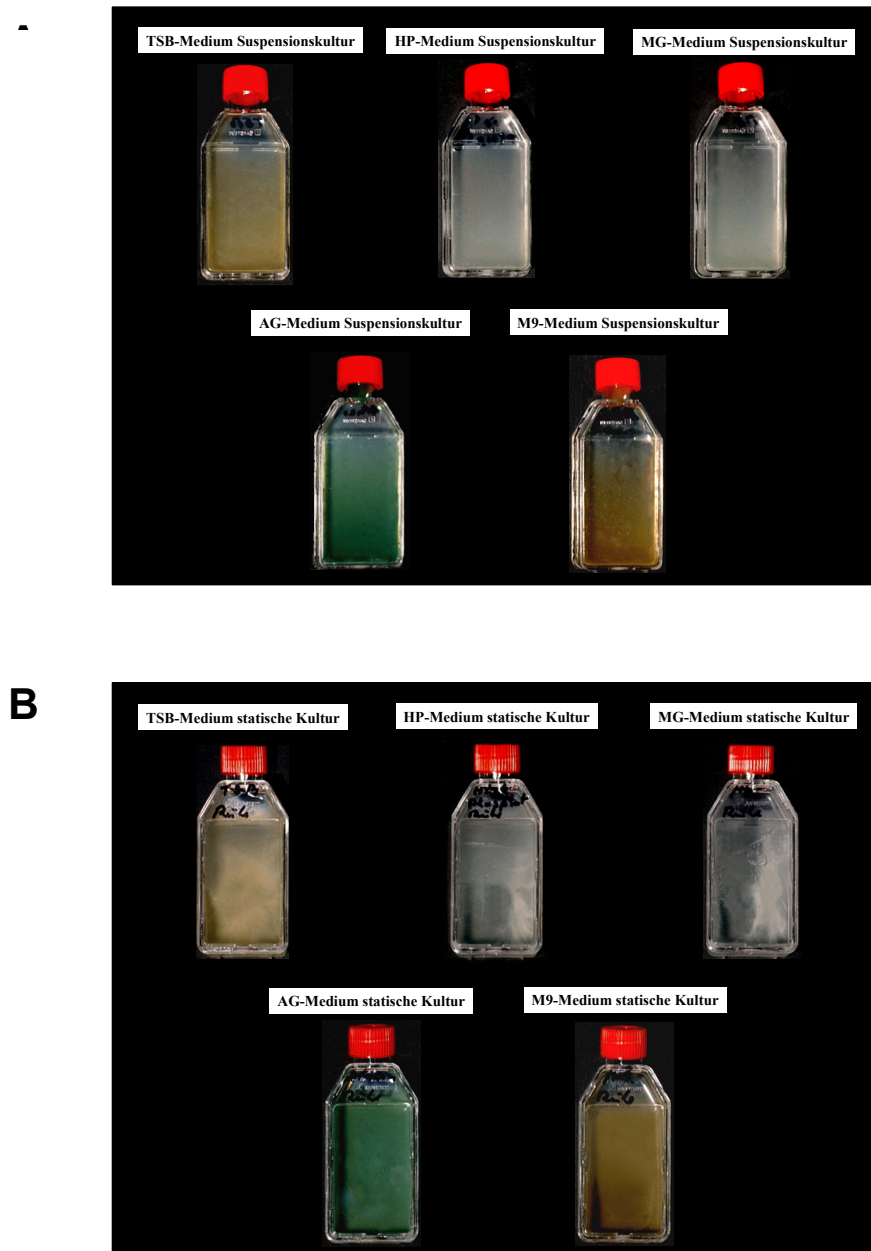 TSB-Medium Suspensionskultur
HP-Medium Suspensionskultur
MG-Medium Suspensionskultur
AG-Medium Suspensionskultur
M9-Medium Suspensionskultur
B
TSB-Medium statische Kultur
HP-Medium statische Kultur
MG-Medium statische Kultur
AG-Medium statische Kultur
M9-Medium statische Kultur